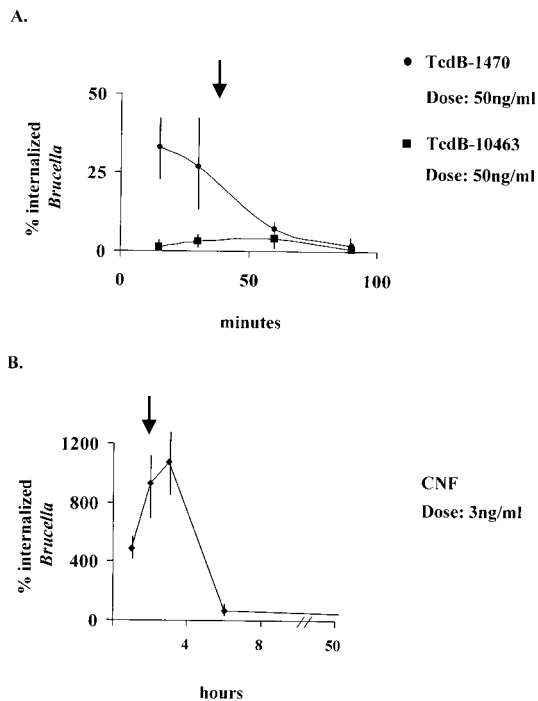 A.
TcdB-1470
Dose: 50ng/ml
TcdB-10463
Dose: 50ng/ml
% internalized
Brucella
50
25
0
0
50
100
minutes
B.
% internalized
Brucella
1200
800
400
0
4
8
50
hours
CNF
Dose: 3ng/ml